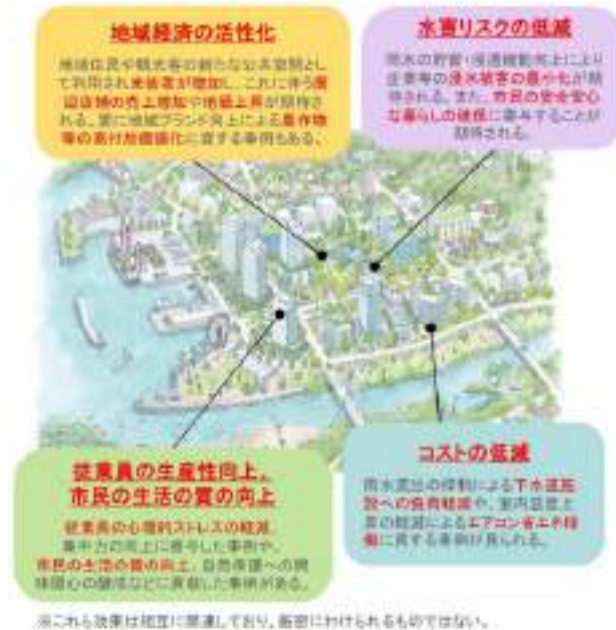 地域経済の活性化
地域住民や観光客の新たな公共空間とし
て利用され来街者が増加し、これに伴う周
辺店舗の売上増加や地価上昇が期待さ
れる。更に地域ブランド向上による農作物
等の高付加価値化に資する事例もある。
水害リスクの低減
雨水の貯留・浸透機能向上により
企業等の浸水被害の最小化が期
待される。また、市民の安全安心
な暮らしの確保に寄与することが
期待される。
従業員の生産性向上、
市民の生活の質の向上
従業員の心理的ストレスの軽減、
集中力の向上に寄与した事例や、
市民の生活の質の向上、自然保護への興
味関心の醸成などに貢献した事例がある。
コストの低減
雨水流出の抑制による下水道施
設への負荷軽減や、室内温度上
昇の軽減によるエアコン省エネ稼
働に資する事例が見られる。
※これら効果は相互に関連しており、厳密にわけられるものではない。